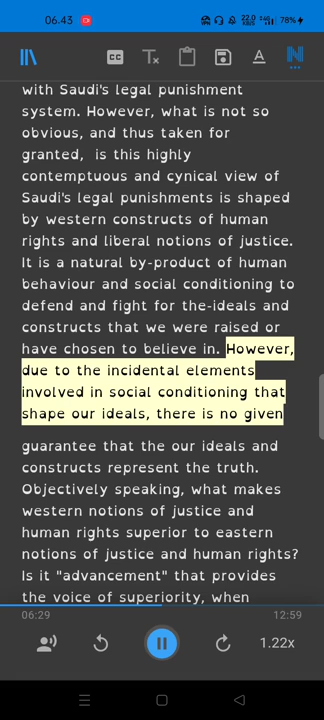 06.43
22.0
KB/S
78%
CC
T
A
N
with Saudi's legal punishment
system. However, what is not so
obvious, and thus taken for
granted,  is this highly
contemptuous and cynical view of
Saudi's legal punishments is shaped
by western constructs of human
rights and liberal notions of justice.
It is a natural by-product of human
behaviour and social conditioning to
defend and fight for the-ideals and
constructs that we were raised or
have chosen to believe in. However,
due to the incidental elements
involved in social conditioning that
shape our ideals, there is no given
guarantee that the our ideals and
constructs represent the truth.
Objectively speaking, what makes
western notions of justice and
human rights superior to eastern
notions of justice and human rights?
Is it "advancement" that provides
the voice of superiority, when
06:29
12:59
1.22x